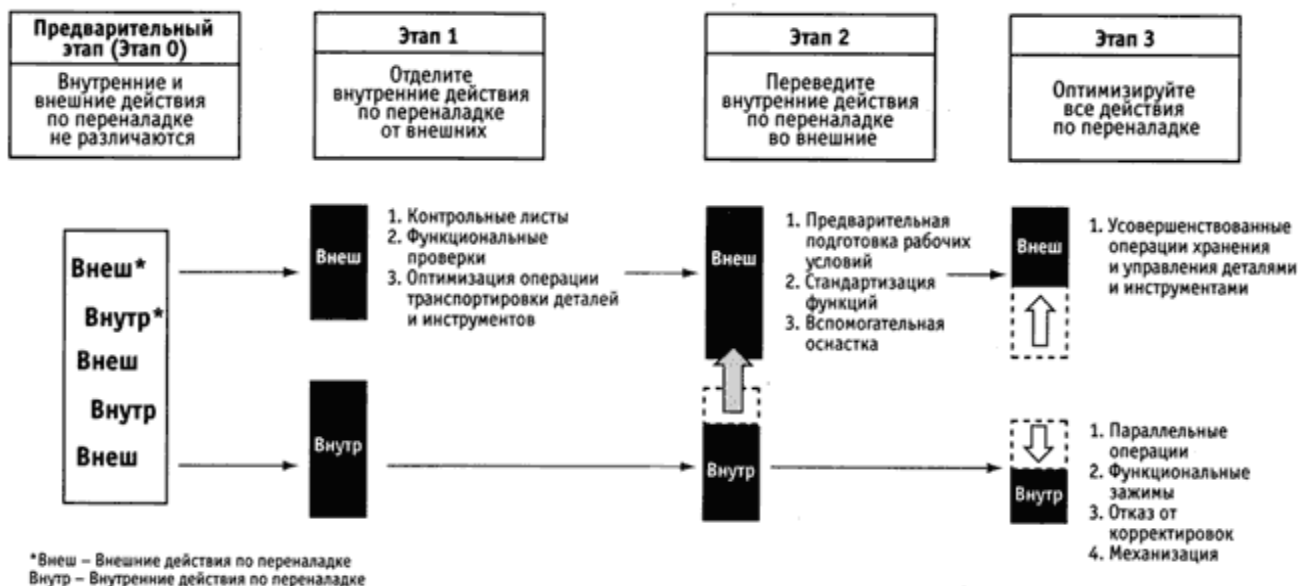 Предварительный
этап (Этап 0)
Внутренние и
внешние действия
по переналадке
не различаются
Этап 1
Отделите
внутренние действия
по переналадке
от внешних
Этап 2
Переведите
внутренние действия
по переналадке
во внешние
Этап 3
Оптимизируйте
все действия
по переналадке
Внеш*
Внутр*
Внеш
Внутр
Внеш
Внеш
1. Контрольные листы
2. Функциональные
проверки
3. Оптимизация операции
транспортировки деталей
и инструментов
Внутр
Внеш
1. Предварительная
подготовка рабочих
условий
2. Стандартизация
функций
3. Вспомогательная
оснастка
Внутр
Внеш
1. Усовершенствованные
операции хранения
и управления деталями
и инструментами
Внутр
1. Параллельные
операции
2. Функциональные
зажимы
3. Отказ от
корректировок
4. Механизация
*Внеш – Внешние действия по переналадке
Внутр – Внутренние действия по переналадке